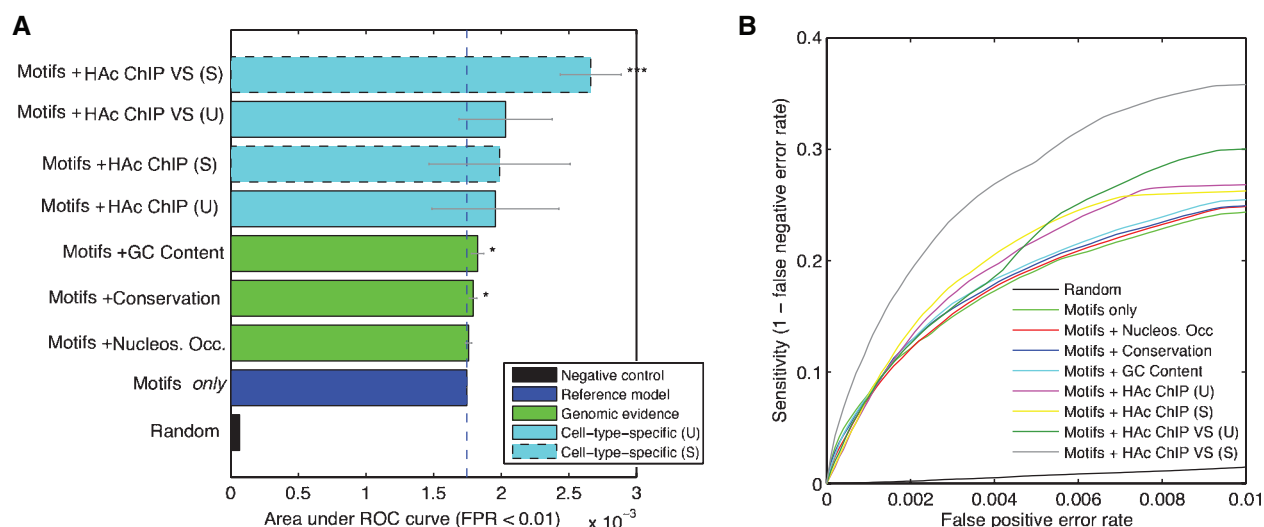 A
Motifs +HAc ChIP VS (S)
Motifs +HAc ChIP VS (U)
Motifs +HAc ChIP (S)
Motifs +HAc ChIP (U)
Motifs +GC Content
Motifs +Conservation
Motifs +Nucleos. Occ.
Motifs only
Random
***
*
*
Negative control
Reference model
Genomic evidence
Cell-type-specific (U)
Cell-type-specific (S)
0 0.5 1 1.5 2 2.5 3
Area under ROC curve (FPR < 0.01) x 10⁻³
B
Sensitivity (1 - false negative error rate)
0.4
0.3
0.2
0.1
0
Random
Motifs only
Motifs + Nucleos. Occ
Motifs + Conservation
Motifs + GC Content
Motifs + HAc ChIP (U)
Motifs + HAc ChIP (S)
Motifs + HAc ChIP VS (U)
Motifs + HAc ChIP VS (S)
0 0.002 0.004 0.006 0.008 0.01
False positive error rate